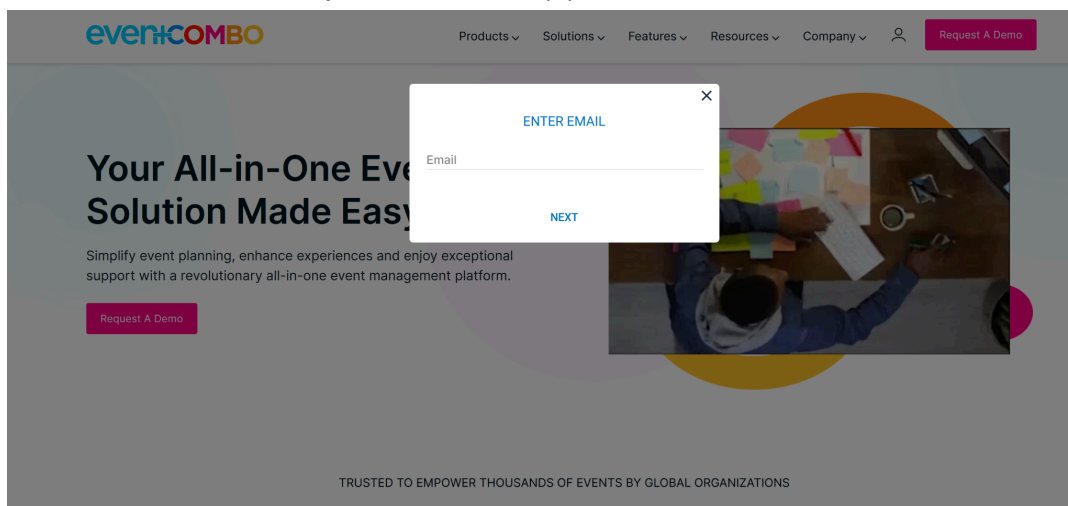 eventCOMBO
Products Solutions Features Resources Company Request A Demo
ENTER EMAIL
Email
NEXT
Your All-in-One Eve
Solution Made Easy
Simplify event planning, enhance experiences and enjoy exceptional
support with a revolutionary all-in-one event management platform.
Request A Demo
TRUSTED TO EMPOWER THOUSANDS OF EVENTS BY GLOBAL ORGANIZATIONS